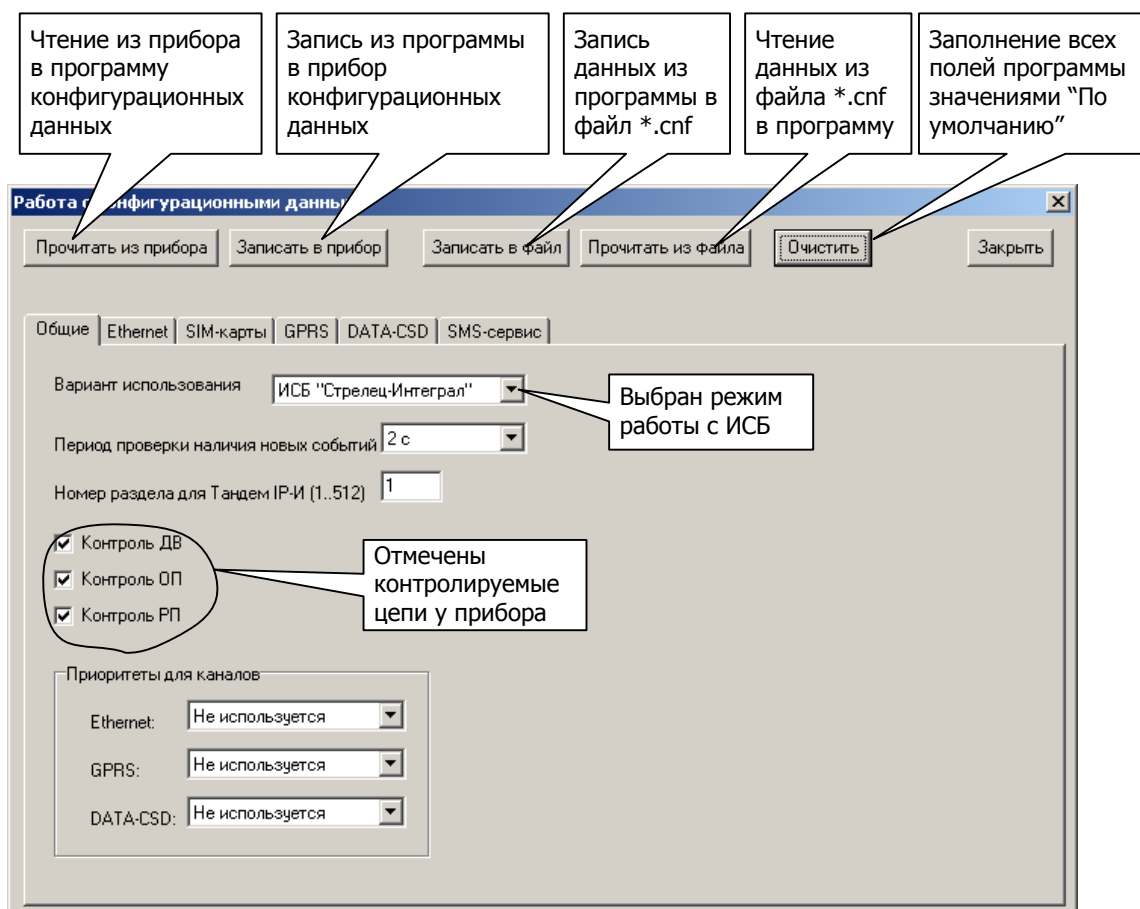 Чтение из прибора
в программу
конфигурационных
данных
Запись из программы
в прибор
конфигурационных
данных
Запись
данных из
программы в
файл *.cnf
Чтение
данных из
файла *.cnf
в программу
Заполнение всех
полей программы
значениями “По
умолчанию”
Работа с конфигурационными данными
Прочитать из прибора
Записать в прибор
Записать в файл
Прочитать из файла
Очистить
Закрыть
Общие
Ethernet
SIM-карты
GPRS
DATA-CSD
SMS-сервис
Вариант использования
ИСБ "Стрелец-Интеграл"
Выбран режим
работы с ИСБ
Период проверки наличия новых событий
2 с
Номер раздела для Тандем IP-И (1..512)
1
Контроль ДВ
Контроль ОП
Контроль РП
Отмечены
контролируемые
цепи у прибора
Приоритеты для каналов
Ethernet:
Не используется
GPRS:
Не используется
DATA-CSD:
Не используется